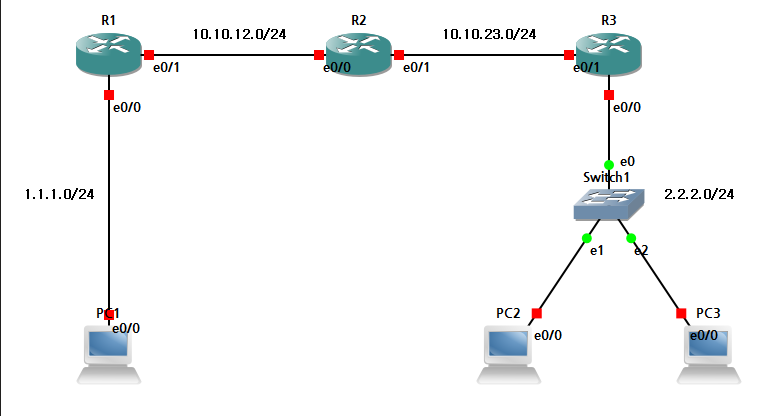 R1
R2
R3
10.10.12.0/24
10.10.23.0/24
e0/1
e0/0
e0/1
e0/1
e0/0
e0/0
e0
Switch1
1.1.1.0/24
2.2.2.0/24
e1
e2
PC1
PC2
PC3
e0/0
e0/0
e0/0